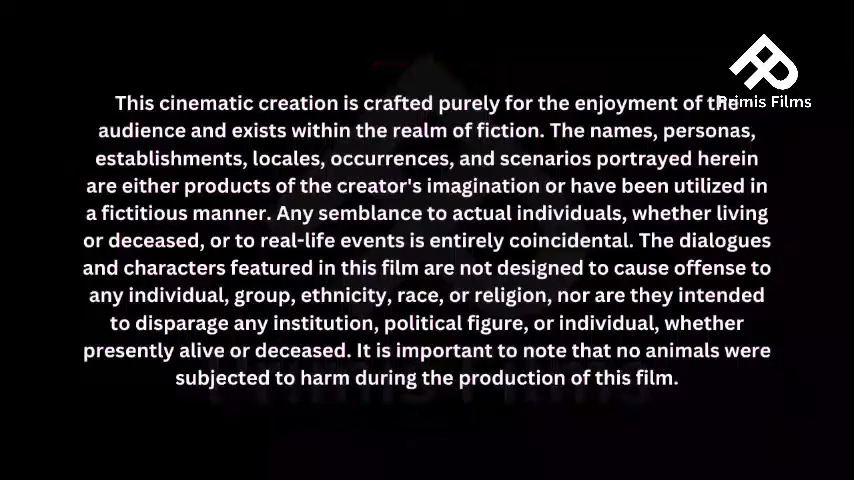 Primis Films
This cinematic creation is crafted purely for the enjoyment of the
audience and exists within the realm of fiction. The names, personas,
establishments, locales, occurrences, and scenarios portrayed herein
are either products of the creator's imagination or have been utilized in
a fictitious manner. Any semblance to actual individuals, whether living
or deceased, or to real-life events is entirely coincidental. The dialogues
and characters featured in this film are not designed to cause offense to
any individual, group, ethnicity, race, or religion, nor are they intended
to disparage any institution, political figure, or individual, whether
presently alive or deceased. It is important to note that no animals were
subjected to harm during the production of this film.
Primis Films